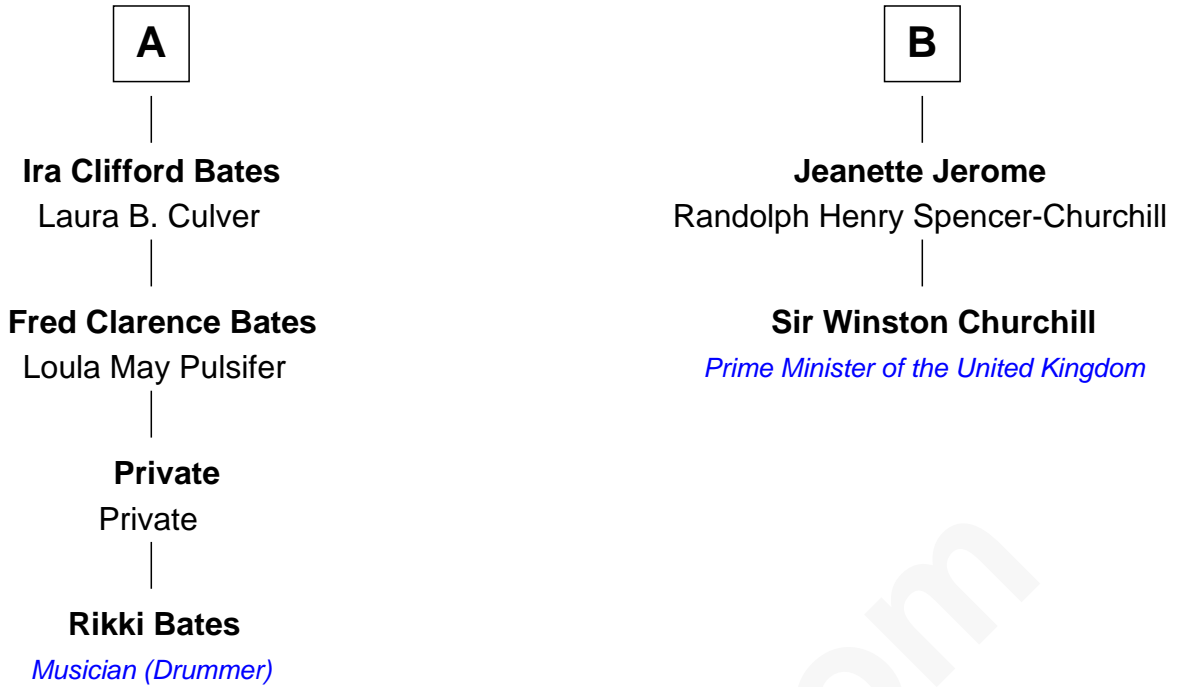 A
Ira Clifford Bates
Laura B. Culver
Fred Clarence Bates
Loula May Pulsifer
Private
Private
Rikki Bates
Musician (Drummer)
B
Jeanette Jerome
Randolph Henry Spencer-Churchill
Sir Winston Churchill
Prime Minister of the United Kingdom
om